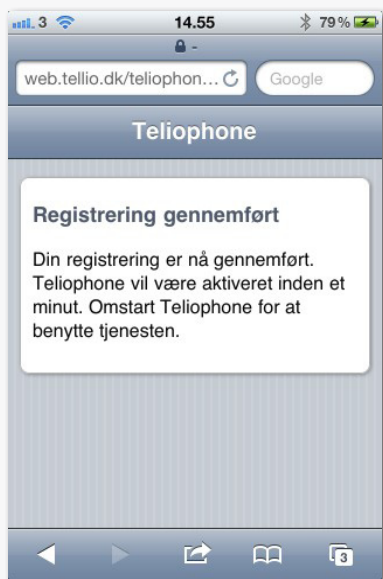 3 14.55 79 %
-
web.tellio.dk/teliophon... Google
Teliophone
Registrering gennemført
Din registrering er nå gennemført.
Teliophone vil være aktiveret inden et
minut. Omstart Teliophone for at
benytte tjenesten.
3